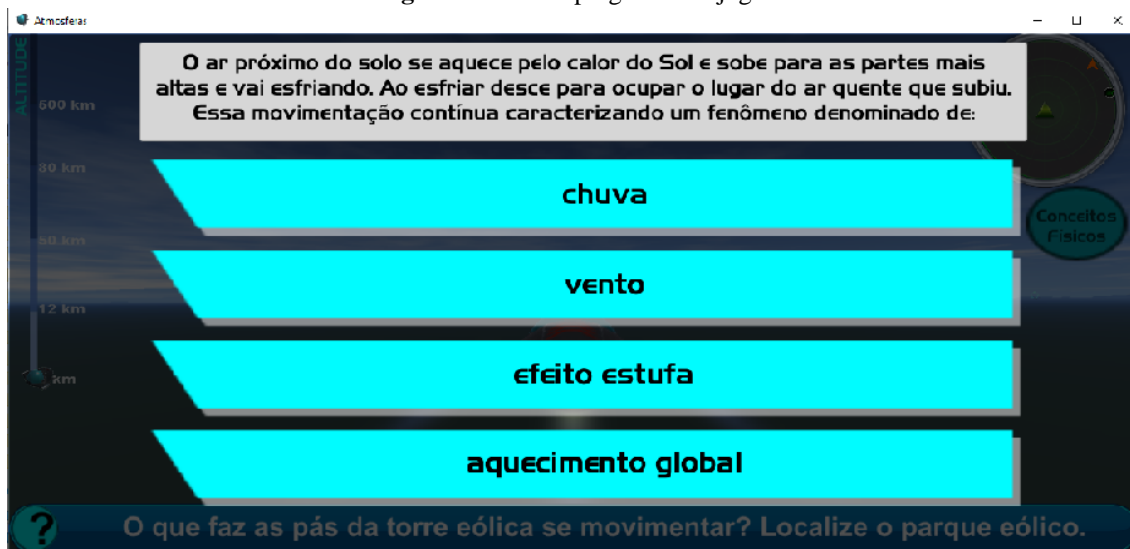 Atmosferas
O ar próximo do solo se aquece pelo calor do Sol e sobe para as partes mais
altas e vai esfriando. Ao esfriar desce para ocupar o lugar do ar quente que subiu.
Essa movimentação contínua caracterizando um fenômeno denominado de:
ALTITUDE
600 km
80 km
50 km
12 km
km
chuva
vento
efeito estufa
aquecimento global
Conceitos
Físicos
?
O que faz as pás da torre eólica se movimentar? Localize o parque eólico.